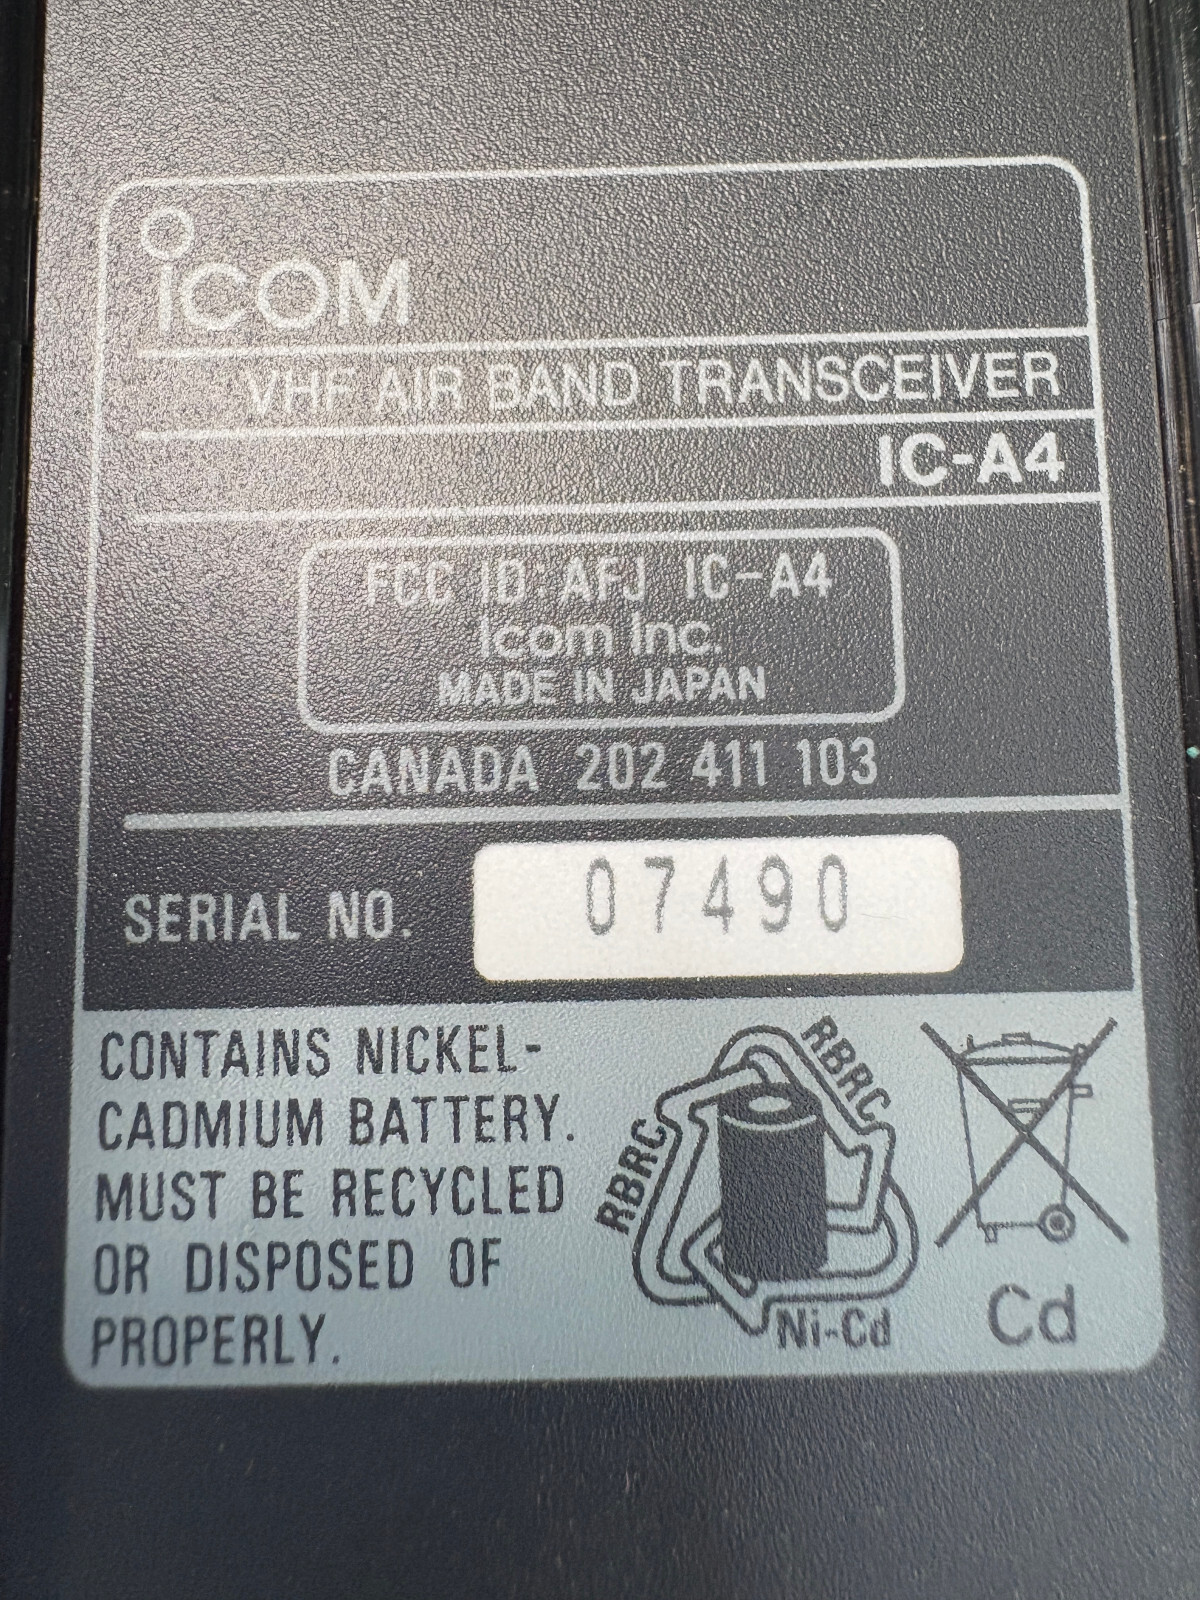 iCOM
VHF AIR BAND TRANSCEIVER
IC-A4
FCC ID: AFJ IC-A4
Icom Inc.
MADE IN JAPAN
CANADA 202 411 103
SERIAL NO. 07490
CONTAINS NICKEL-
CADMIUM BATTERY.
MUST BE RECYCLED
OR DISPOSED OF
PROPERLY.
RBRC
RBRC
Ni-Cd
Cd